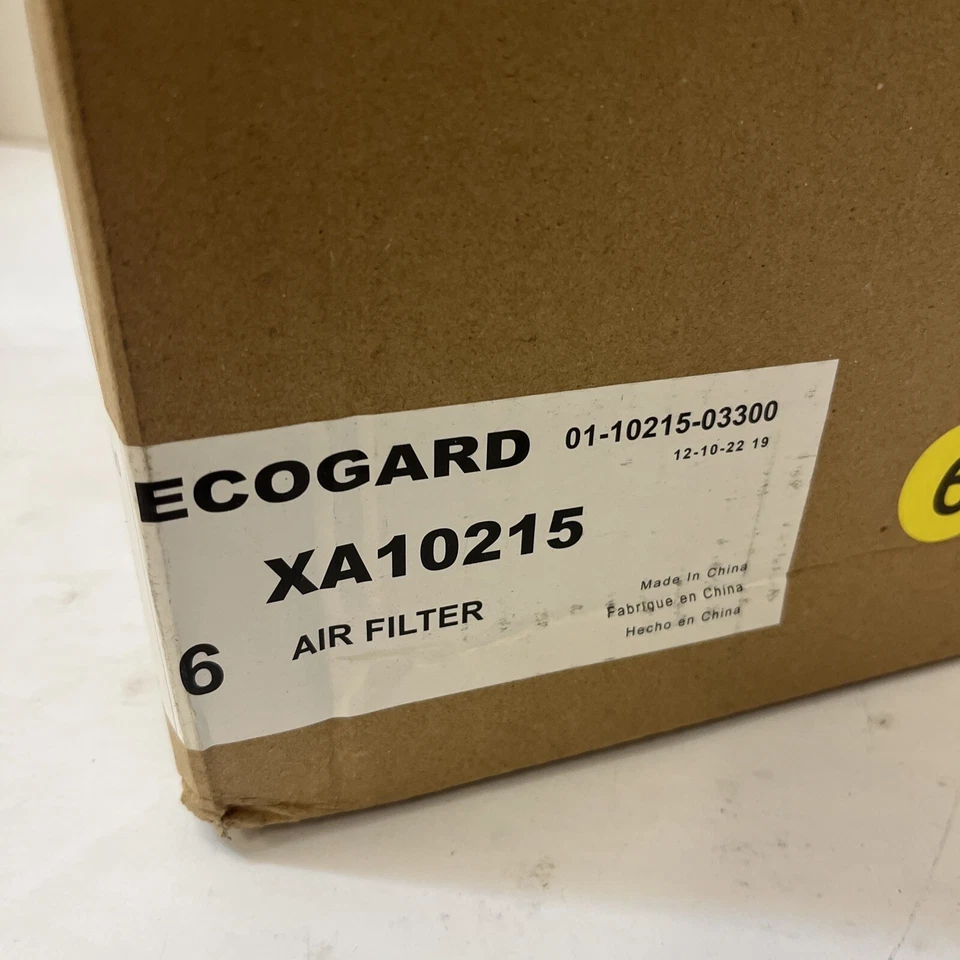 ECOGARD
01-10215-03300
12-10-22 19
XA10215
6
AIR FILTER
Made In China
Fabrique en China
Hecho en China
6